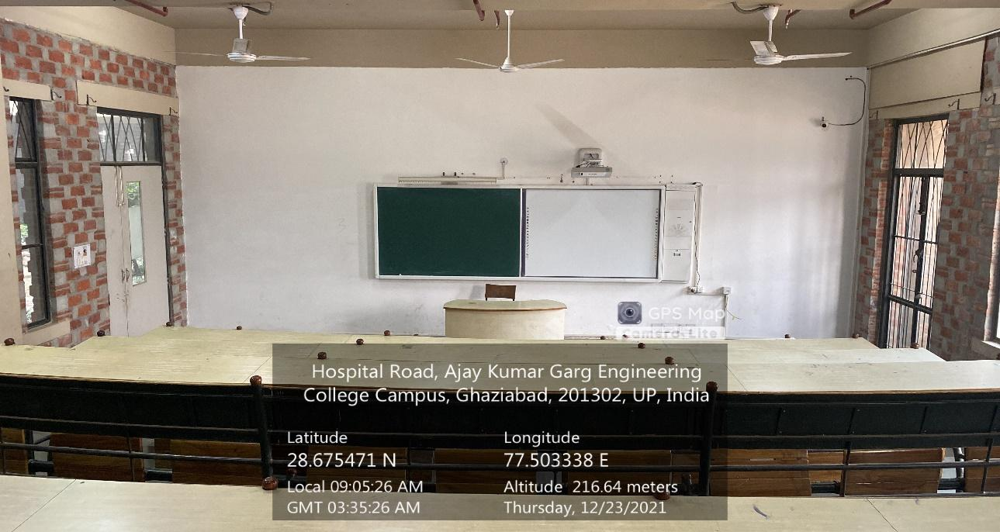 GPS Map
Camera Lite
Hospital Road, Ajay Kumar Garg Engineering
College Campus, Ghaziabad, 201302, UP, India
Latitude
Longitude
28.675471 N
77.503338 E
Local 09:05:26 AM
Altitude 216.64 meters
GMT 03:35:26 AM
Thursday, 12/23/2021